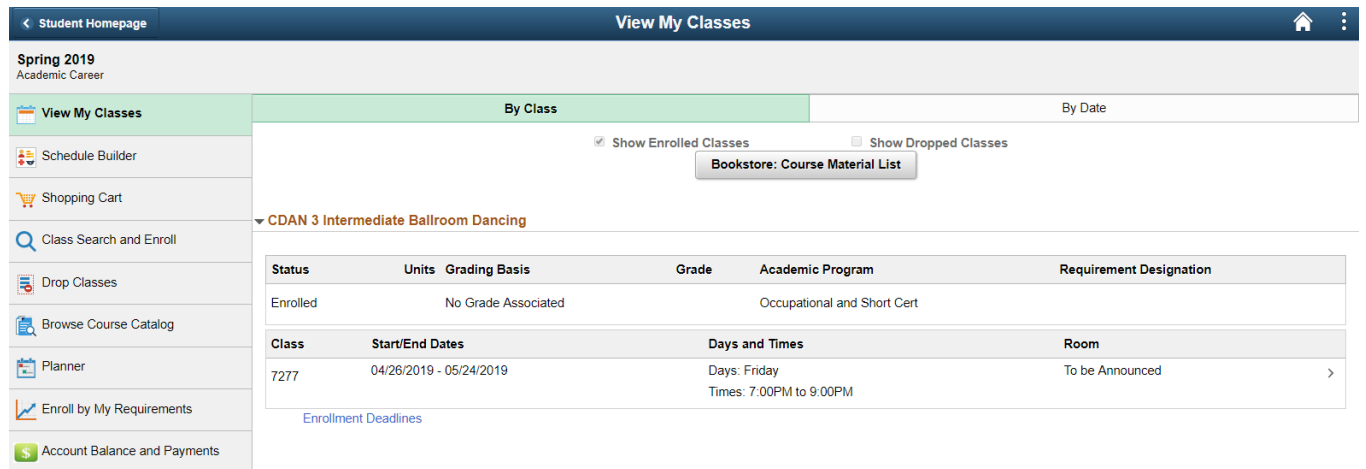 Student Homepage
View My Classes
Spring 2019
Academic Career
View My Classes
Schedule Builder
Shopping Cart
Class Search and Enroll
Drop Classes
Browse Course Catalog
Planner
Enroll by My Requirements
Account Balance and Payments
By Class By Date
Show Enrolled Classes Show Dropped Classes
Bookstore: Course Material List
CDAN 3 Intermediate Ballroom Dancing
Status Units Grading Basis Grade Academic Program Requirement Designation
Enrolled No Grade Associated Occupational and Short Cert
Class Start/End Dates Days and Times Room
7277 04/26/2019 - 05/24/2019 Days: Friday To be Announced
Times: 7:00PM to 9:00PM
Enrollment Deadlines